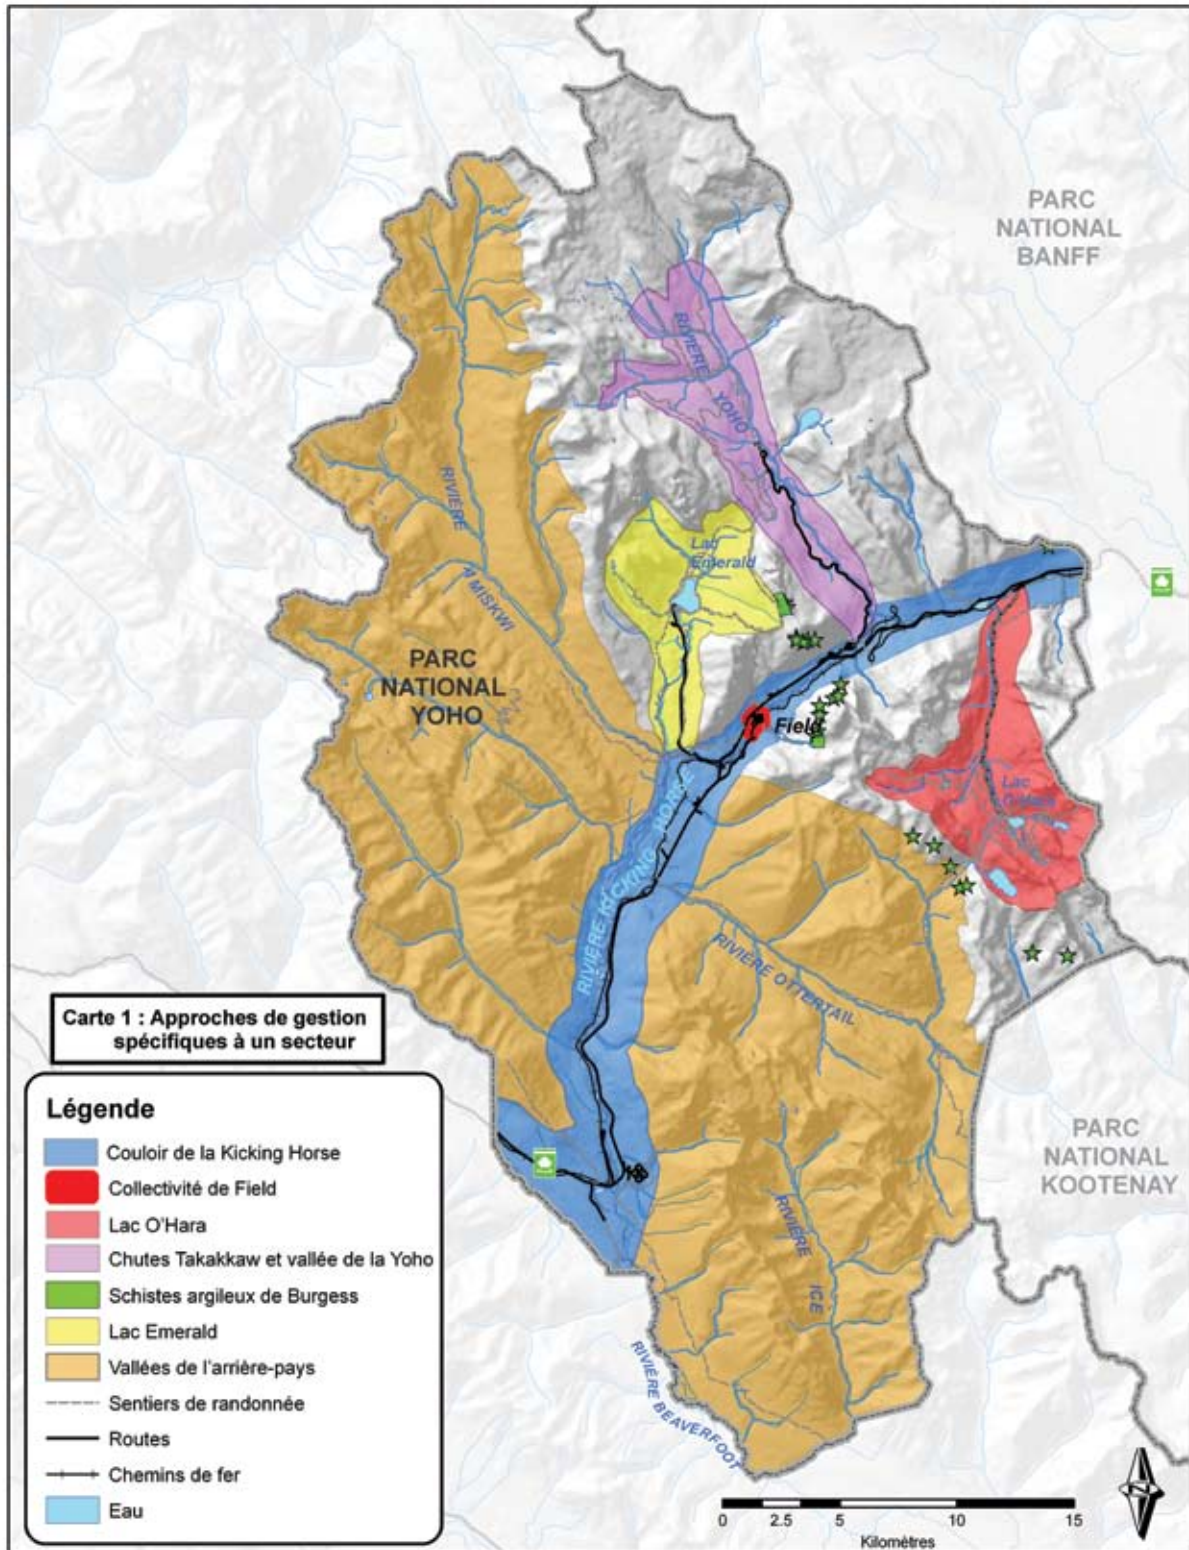 PARC
NATIONAL
BANFF
RIVIÈRE
YOHO
Lac
Emerald
RIVIÈRE
AMISKWI
PARC
NATIONAL
YOHO
Field
Lac
O'Hara
RIVIÈRE KICKING HORSE
RIVIÈRE OTTERTAIL
Carte 1 : Approches de gestion
spécifiques à un secteur
PARC
NATIONAL
KOOTENAY
RIVIÈRE
ICE
RIVIÈRE BEAVERFOOT
Légende
Couloir de la Kicking Horse
Collectivité de Field
Lac O'Hara
Chutes Takakkaw et vallée de la Yoho
Schistes argileux de Burgess
Lac Emerald
Vallées de l'arrière-pays
Sentiers de randonnée
Routes
Chemins de fer
Eau
N
0 2.5 5 10 15
Kilomètres